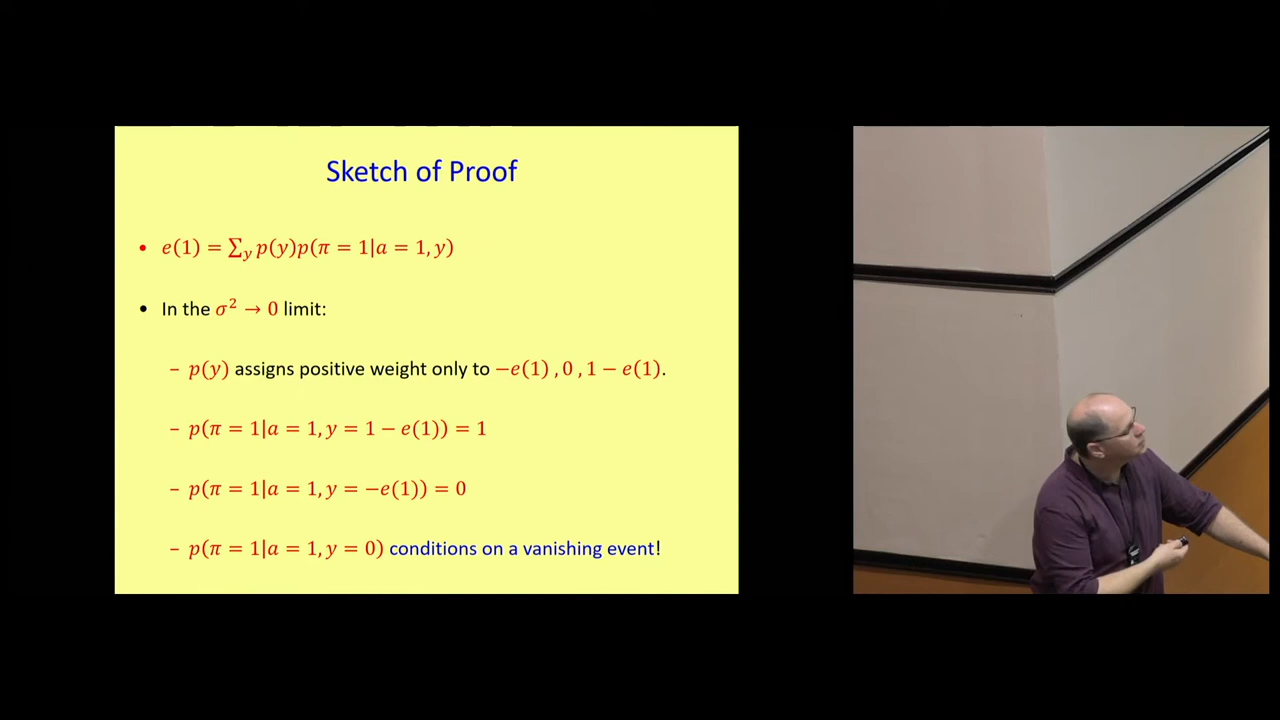 Sketch of Proof
• e(1) = ∑_y p(y)p(π = 1|a = 1, y)
• In the σ² → 0 limit:
– p(y) assigns positive weight only to −e(1) , 0 , 1 − e(1).
– p(π = 1|a = 1, y = 1 − e(1)) = 1
– p(π = 1|a = 1, y = −e(1)) = 0
– p(π = 1|a = 1, y = 0) conditions on a vanishing event!